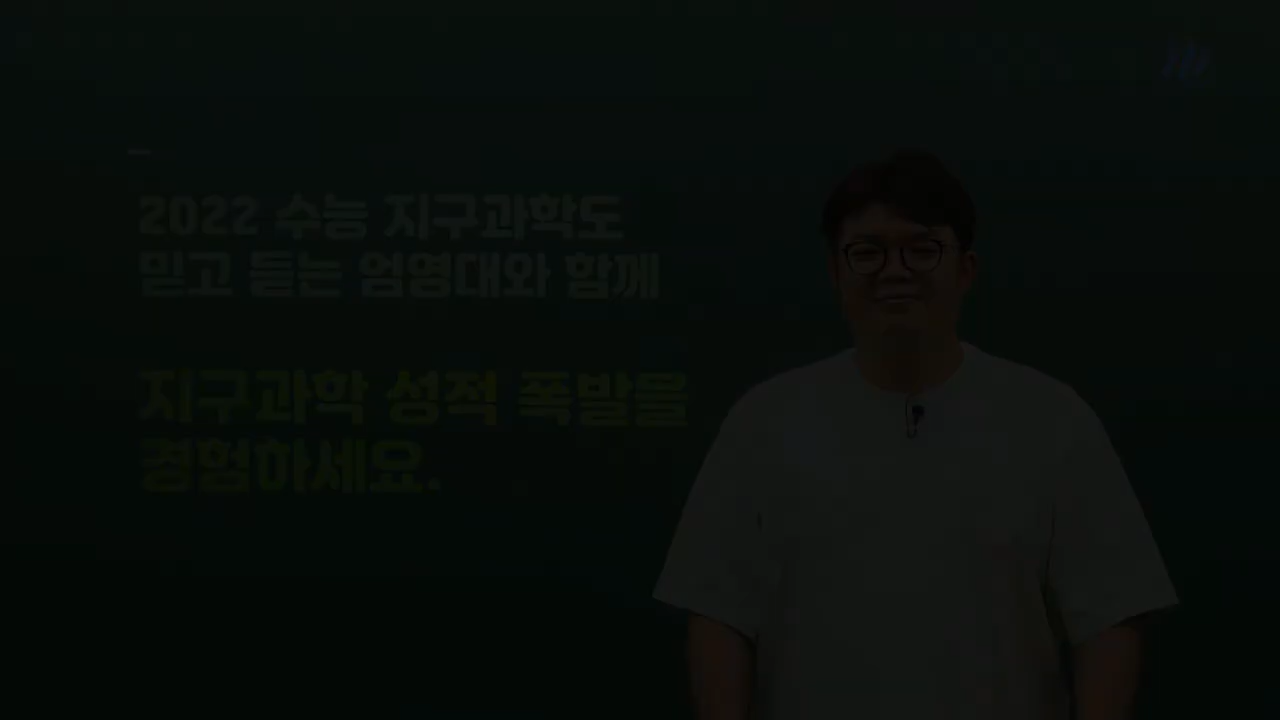 2022 수능 지구과학도
믿고 듣는 엄영대와 함께
지구과학 성적 폭발을
경험하세요.